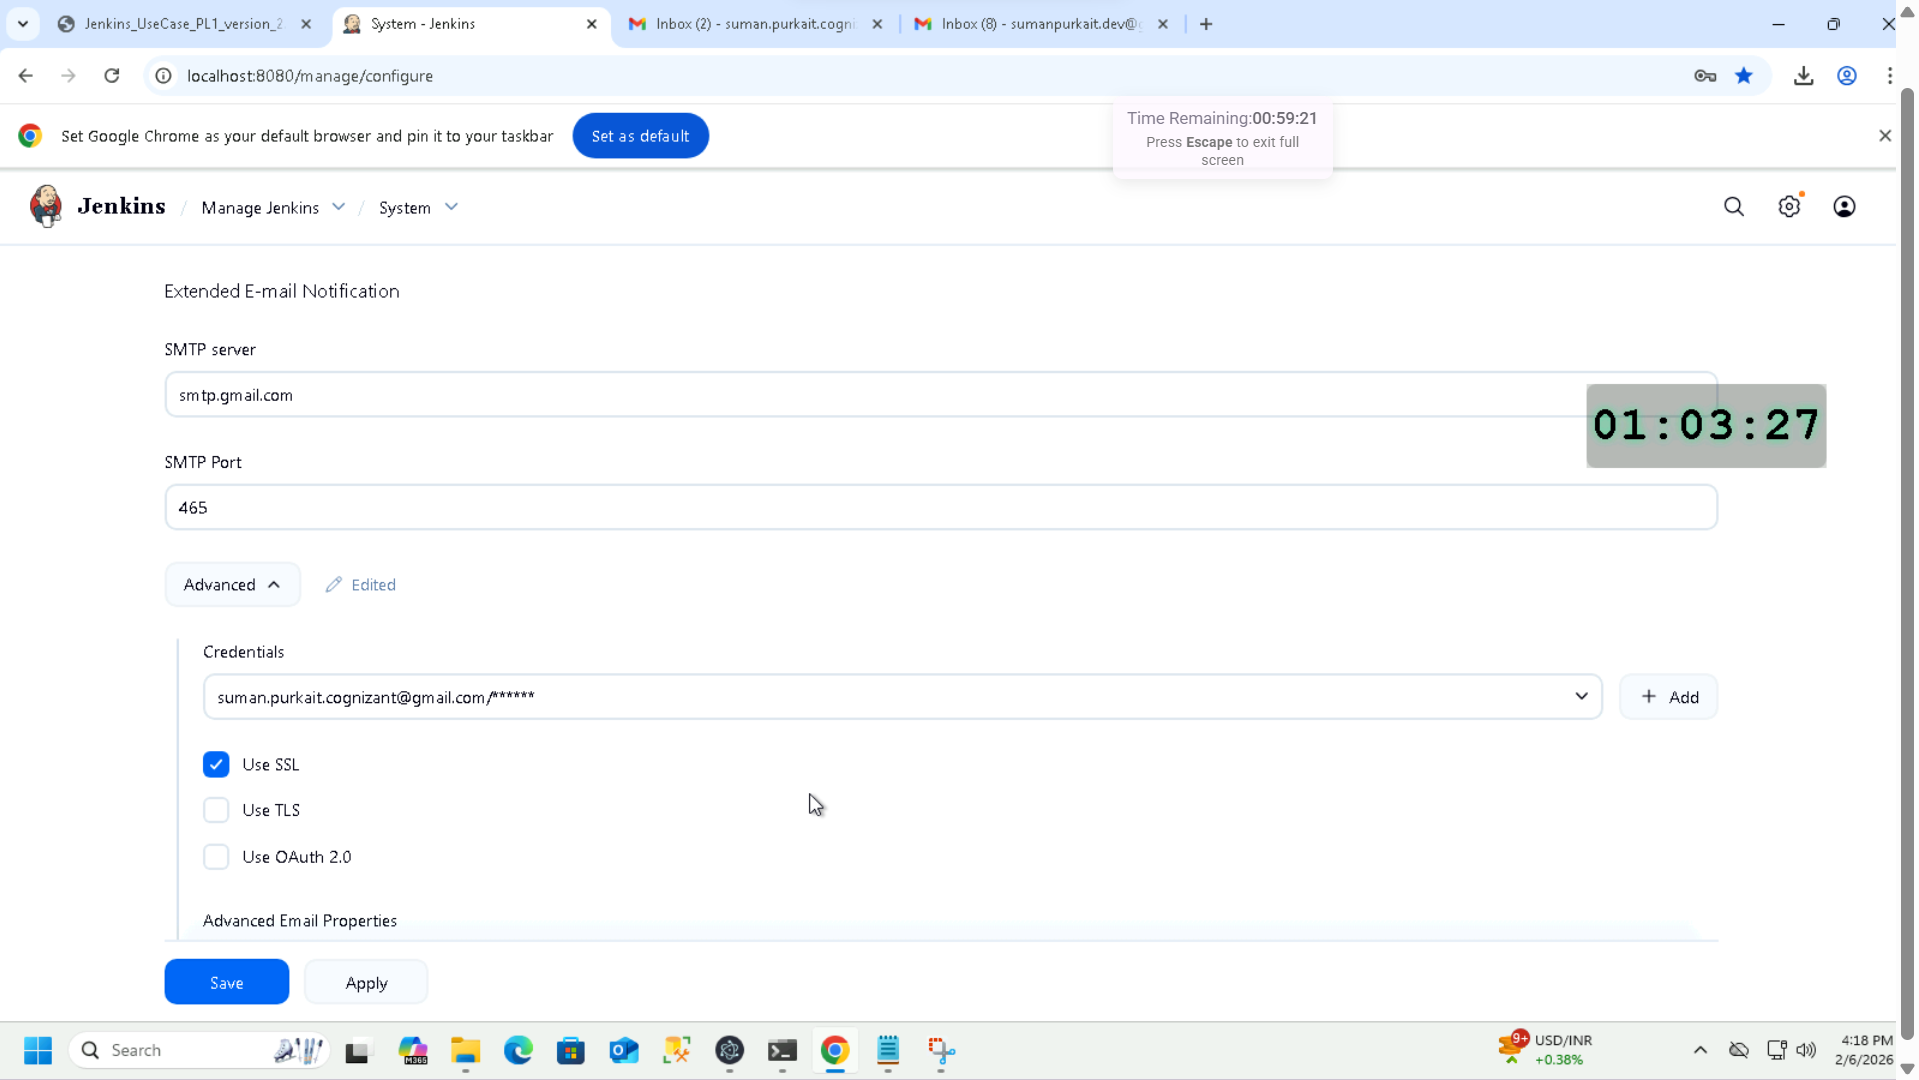 Jenkins_UseCase_PL1_version_2.
System - Jenkins
Inbox (2) - suman.purkait.cogni
Inbox (8) - sumanpurkait.dev@g
localhost:8080/manage/configure
Set Google Chrome as your default browser and pin it to your taskbar
Set as default
Time Remaining:00:59:21
Press Escape to exit full
screen
Jenkins / Manage Jenkins / System
Extended E-mail Notification
SMTP server
smtp.gmail.com
01:03:27
SMTP Port
465
Advanced
Edited
Credentials
suman.purkait.cognizant@gmail.com/******
+ Add
Use SSL
Use TLS
Use OAuth 2.0
Advanced Email Properties
Save
Apply
Search
M365
9+
USD/INR
+0.38%
4:18 PM
2/6/2026